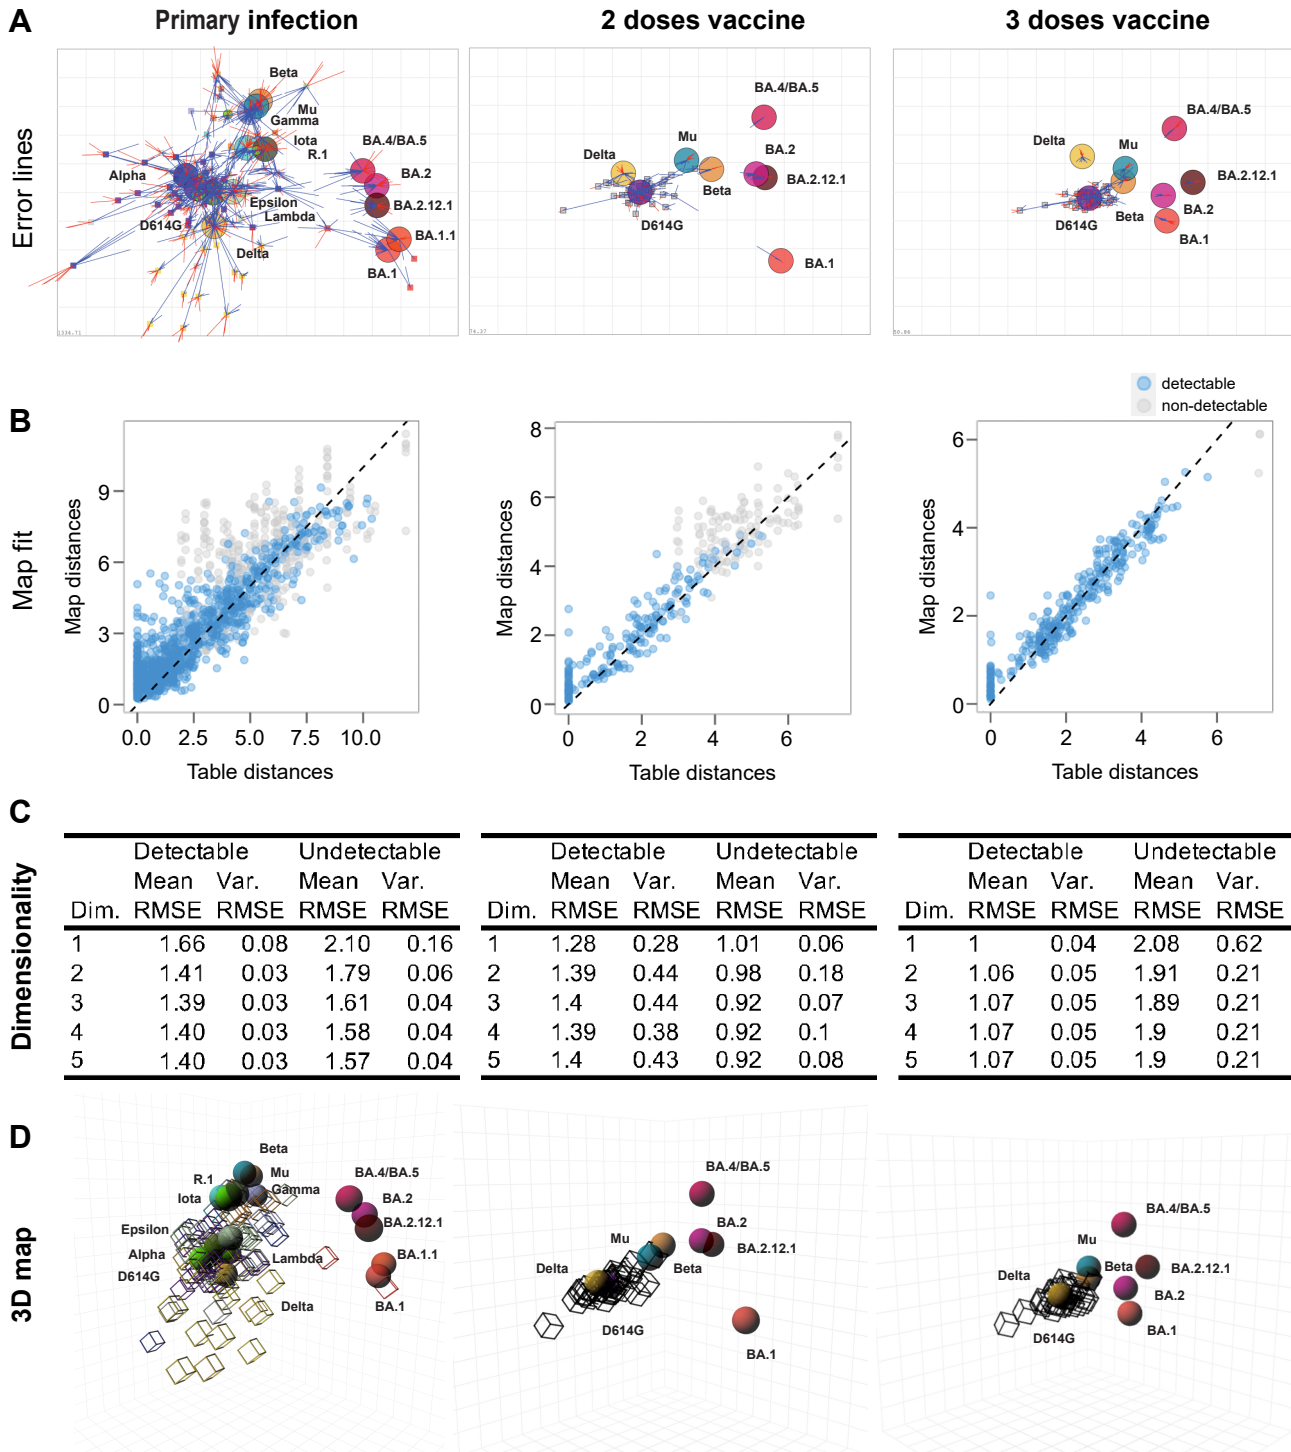 A
Primary infection
2 doses vaccine
3 doses vaccine
Error lines
Beta
Mu
Gamma
Iota
R.1
BA.4/BA.5
BA.2
Alpha
Epsilon
Lambda
BA.2.12.1
D614G
Delta
BA.1.1
BA.1
1334.71
BA.4/BA.5
Mu
BA.2
Delta
BA.2.12.1
Beta
D614G
BA.1
74.37
BA.4/BA.5
Delta
Mu
BA.2.12.1
BA.2
Beta
D614G
BA.1
50.86
B
detectable
non-detectable
Map fit
Map distances
9
6
3
0
0.0 2.5 5.0 7.5 10.0
Table distances
Map distances
8
6
4
2
0
0 2 4 6
Table distances
Map distances
6
4
2
0
0 2 4 6
Table distances
C
Dimensionality
Detectable Undetectable
Mean Var. Mean Var.
Dim. RMSE RMSE RMSE RMSE
1 1.66 0.08 2.10 0.16
2 1.41 0.03 1.79 0.06
3 1.39 0.03 1.61 0.04
4 1.40 0.03 1.58 0.04
5 1.40 0.03 1.57 0.04
Detectable Undetectable
Mean Var. Mean Var.
Dim. RMSE RMSE RMSE RMSE
1 1.28 0.28 1.01 0.06
2 1.39 0.44 0.98 0.18
3 1.4 0.44 0.92 0.07
4 1.39 0.38 0.92 0.1
5 1.4 0.43 0.92 0.08
Detectable Undetectable
Mean Var. Mean Var.
Dim. RMSE RMSE RMSE RMSE
1 1 0.04 2.08 0.62
2 1.06 0.05 1.91 0.21
3 1.07 0.05 1.89 0.21
4 1.07 0.05 1.9 0.21
5 1.07 0.05 1.9 0.21
D
3D map
Beta
R.1
Mu
Iota
Gamma
BA.4/BA.5
BA.2
Epsilon
BA.2.12.1
Alpha
Lambda
BA.1.1
D614G
BA.1
Delta
BA.4/BA.5
BA.2
Mu
BA.2.12.1
Delta
Beta
D614G
BA.1
BA.4/BA.5
Mu
Delta
Beta
BA.2.12.1
BA.2
BA.1
D614G